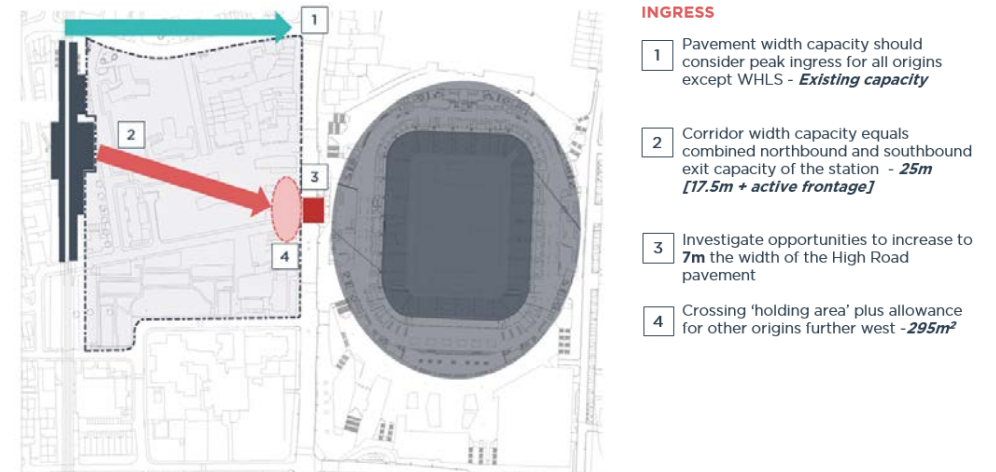 INGRESS
1
1
Pavement width capacity should
consider peak ingress for all origins
except WHLS - Existing capacity
2
2
Corridor width capacity equals
combined northbound and southbound
exit capacity of the station - 25m
[17.5m + active frontage]
3
3
Investigate opportunities to increase to
7m the width of the High Road
pavement
4
4
Crossing ‘holding area’ plus allowance
for other origins further west -295m²